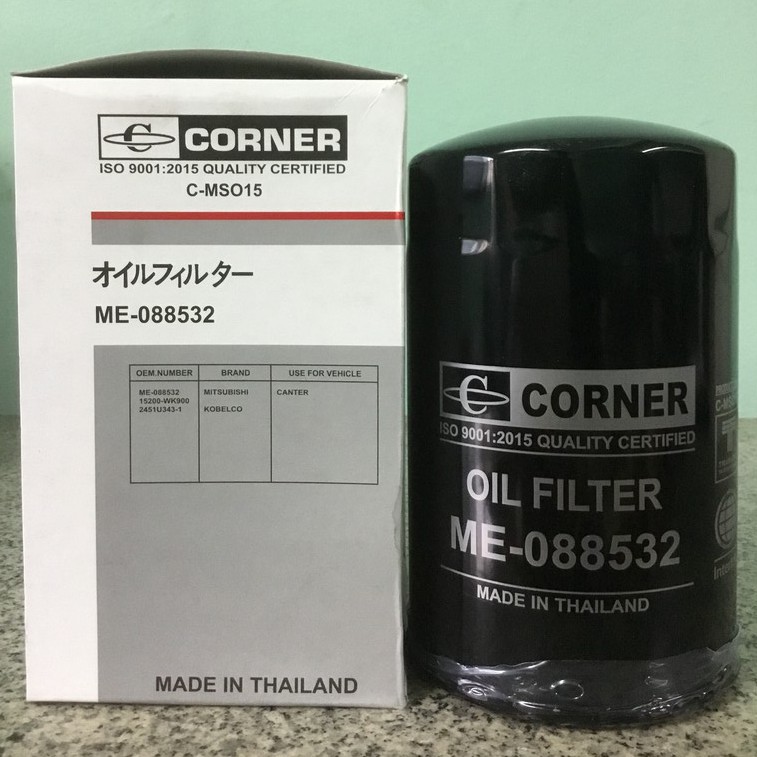 C CORNER
ISO 9001:2015 QUALITY CERTIFIED
C-MSO15
オイルフィルター
ME-088532
OEM.NUMBER BRAND USE FOR VEHICLE
ME-088532 MITSUBISHI CANTER
15200-WK900
2451U343-1 KOBELCO
MADE IN THAILAND
C CORNER
ISO 9001:2015 QUALITY CERTIFIED
OIL FILTER
ME-088532
MADE IN THAILAND